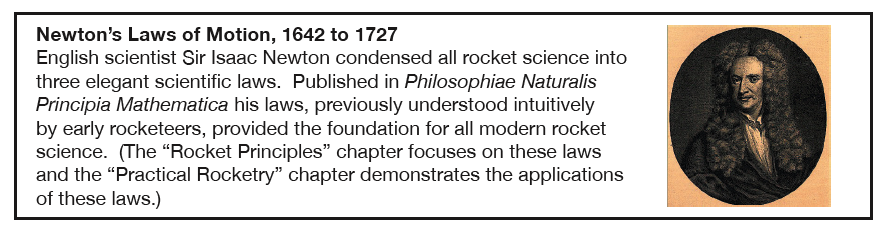 Newton’s Laws of Motion, 1642 to 1727
English scientist Sir Isaac Newton condensed all rocket science into
three elegant scientific laws.  Published in Philosophiae Naturalis
Principia Mathematica his laws, previously understood intuitively
by early rocketeers, provided the foundation for all modern rocket
science.  (The “Rocket Principles” chapter focuses on these laws
and the “Practical Rocketry” chapter demonstrates the applications
of these laws.)